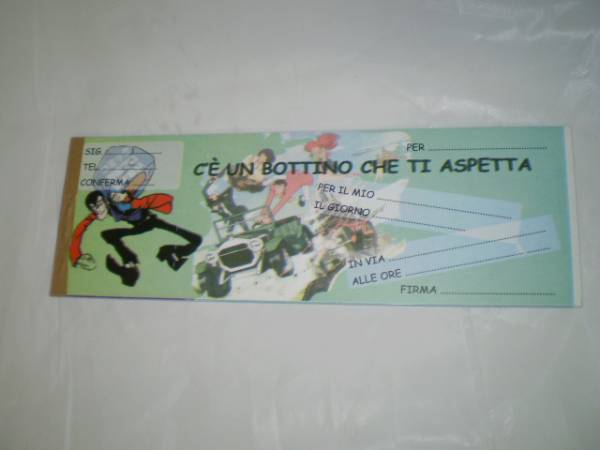 SIG ..................
TEL ..................
CONFERMA ........
PER ..............................
C'È UN BOTTINO CHE TI ASPETTA
PER IL MIO ....................................
IL GIORNO ....................................
IN VIA ........................................
ALLE ORE ....................................
FIRMA ..............................